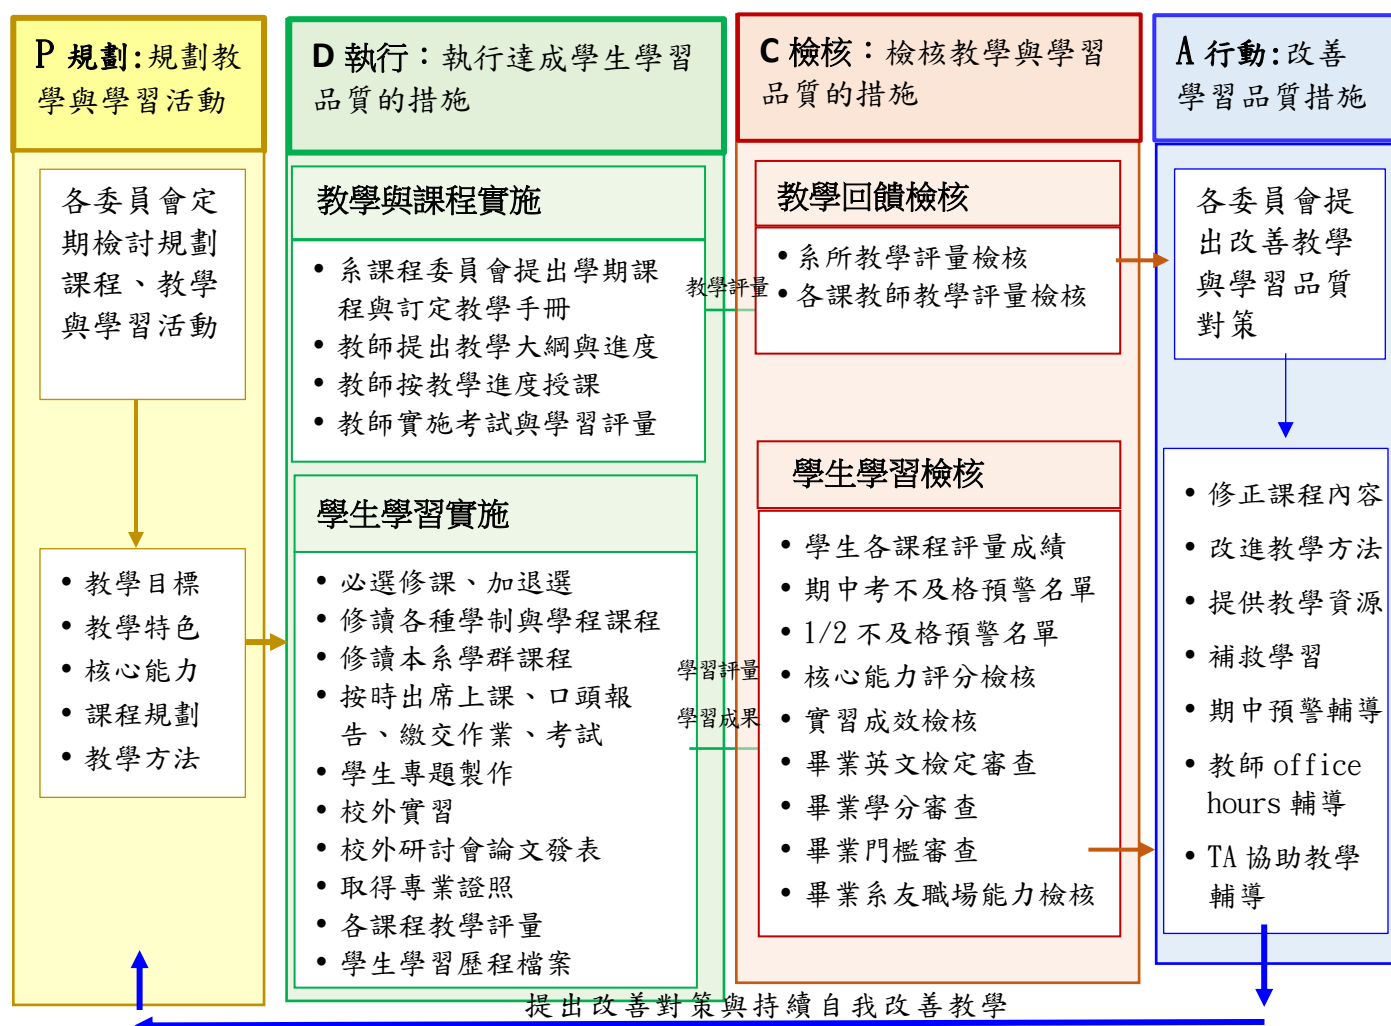 P 規劃:規劃教
學與學習活動
各委員會定
期檢討規劃
課程、教學
與學習活動
• 教學目標
• 教學特色
• 核心能力
• 課程規劃
• 教學方法
D 執行：執行達成學生學習
品質的措施
教學與課程實施
• 系課程委員會提出學期課
程與訂定教學手冊
• 教師提出教學大綱與進度
• 教師按教學進度授課
• 教師實施考試與學習評量
學生學習實施
• 必選修課、加退選
• 修讀各種學制與學程課程
• 修讀本系學群課程
• 按時出席上課、口頭報
告、繳交作業、考試
• 學生專題製作
• 校外實習
• 校外研討會論文發表
• 取得專業證照
• 各課程教學評量
• 學生學習歷程檔案
教學評量
學習評量
學習成果
C 檢核：檢核教學與學習
品質的措施
教學回饋檢核
• 系所教學評量檢核
• 各課教師教學評量檢核
學生學習檢核
• 學生各課程評量成績
• 期中考不及格預警名單
• 1/2 不及格預警名單
• 核心能力評分檢核
• 實習成效檢核
• 畢業英文檢定審查
• 畢業學分審查
• 畢業門檻審查
• 畢業系友職場能力檢核
A 行動:改善
學習品質措施
各委員會提
出改善教學
與學習品質
對策
• 修正課程內容
• 改進教學方法
• 提供教學資源
• 補救學習
• 期中預警輔導
• 教師 office
hours 輔導
• TA 協助教學
輔導
提出改善對策與持續自我改善教學